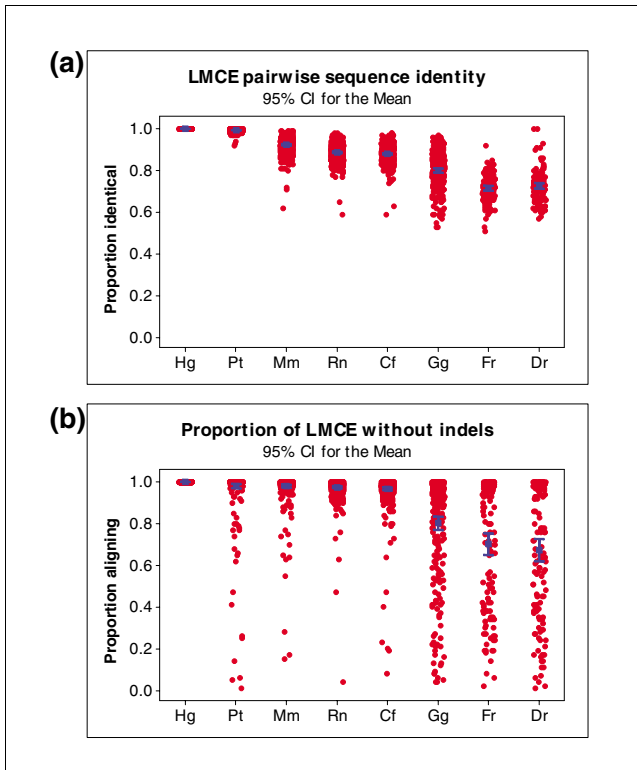 (a)
LMCE pairwise sequence identity
95% CI for the Mean
Proportion identical
1.0
0.8
0.6
0.4
0.2
0.0
Hg Pt Mm Rn Cf Gg Fr Dr
(b)
Proportion of LMCE without indels
95% CI for the Mean
Proportion aligning
1.0
0.8
0.6
0.4
0.2
0.0
Hg Pt Mm Rn Cf Gg Fr Dr